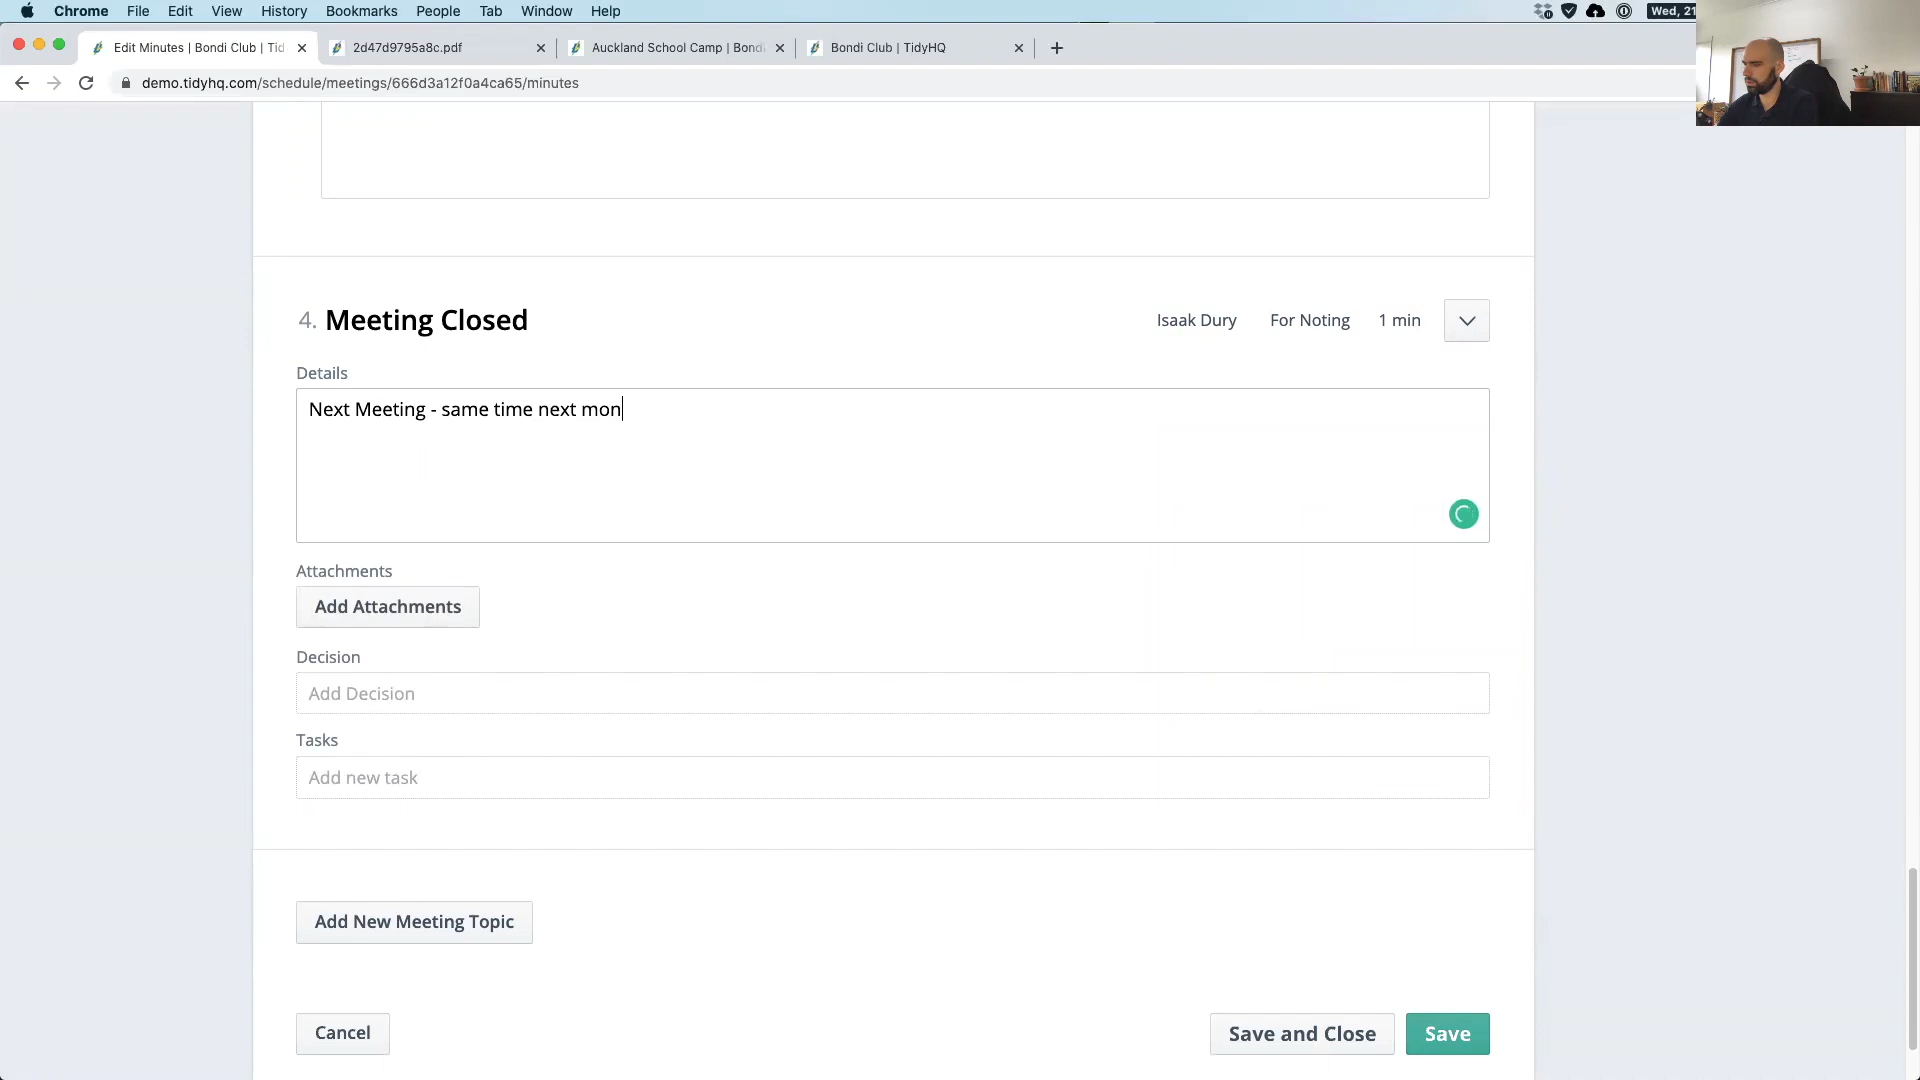 Chrome File Edit View History Bookmarks People Tab Window Help Wed, 21
Edit Minutes | Bondi Club | Tid
2d47d9795a8c.pdf
Auckland School Camp | Bondi
Bondi Club | TidyHQ
demo.tidyhq.com/schedule/meetings/666d3a12f0a4ca65/minutes
4. Meeting Closed
Isaak Dury
For Noting
1 min
Details
Next Meeting - same time next mon
Attachments
Add Attachments
Decision
Add Decision
Tasks
Add new task
Add New Meeting Topic
Cancel
Save and Close
Save